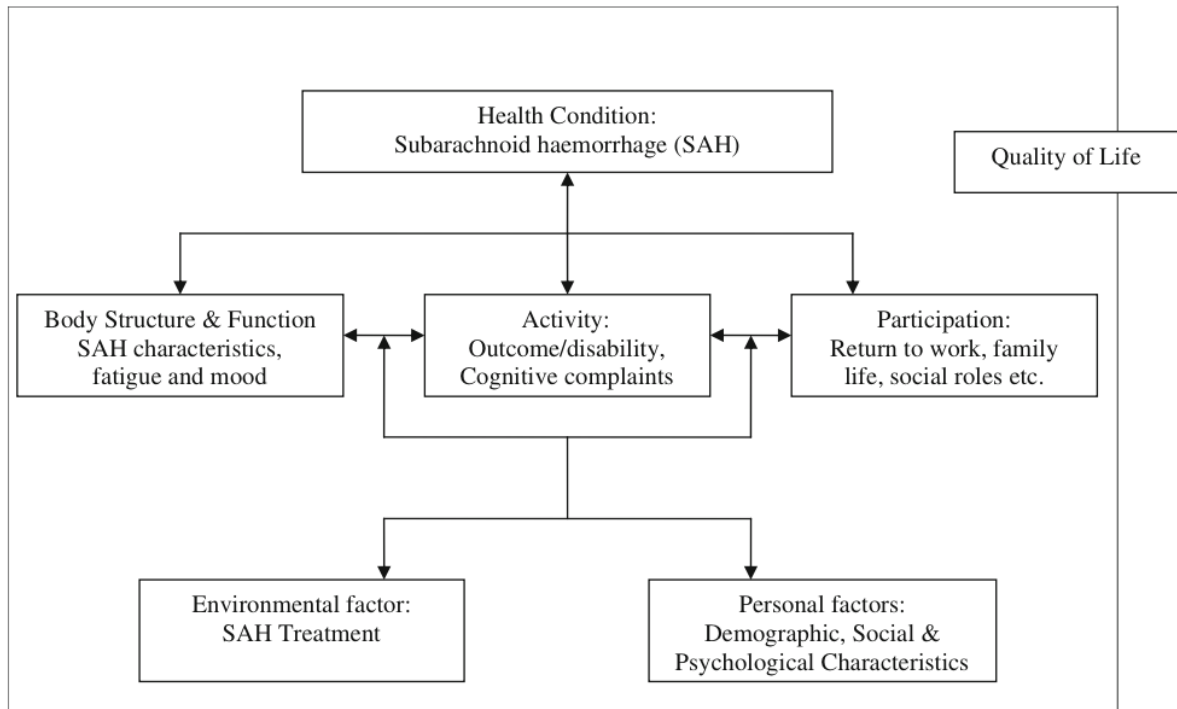 Health Condition:
Subarachnoid haemorrhage (SAH)
Quality of Life
Body Structure & Function
SAH characteristics,
fatigue and mood
Activity:
Outcome/disability,
Cognitive complaints
Participation:
Return to work, family
life, social roles etc.
Environmental factor:
SAH Treatment
Personal factors:
Demographic, Social &
Psychological Characteristics